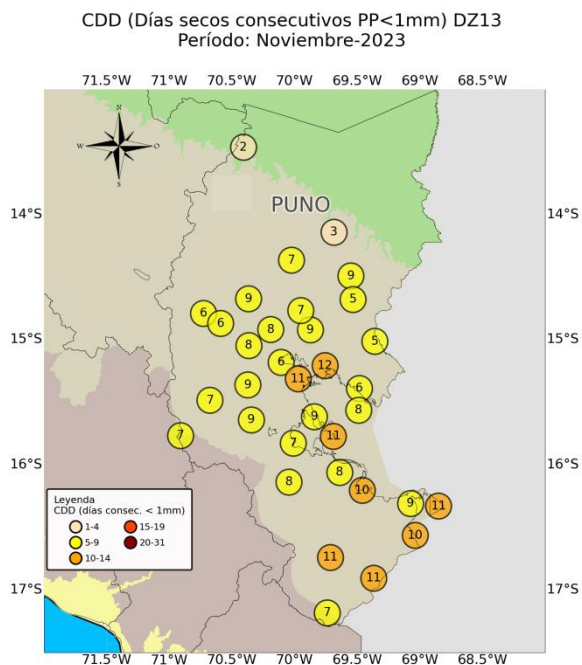 CDD (Días secos consecutivos PP<1mm) DZ13
Período: Noviembre-2023
71.5°W 71°W 70.5°W 70°W 69.5°W 69°W 68.5°W
N
W O
S
2
14°S 14°S
PUNO
3
7
9
9 5
6 7
6 8 9
15°S 15°S
8 5
6 12
11
9 6
7 8
9 9
7 7 11
16°S 16°S
8 8
10
9 11
10
Leyenda
CDD (días consec. < 1mm)
1-4 15-19
5-9 20-31
10-14
11
11
17°S 17°S
7
71.5°W 71°W 70.5°W 70°W 69.5°W 69°W 68.5°W